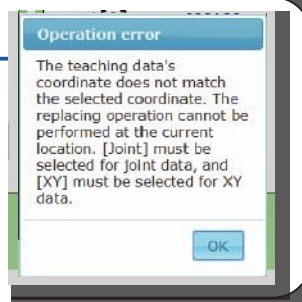 Operation error
The teaching data's
coordinate does not match
the selected coordinate. The
replacing operation cannot be
performed at the current
location. [Joint] must be
selected for joint data, and
[XY] must be selected for XY
data.
OK